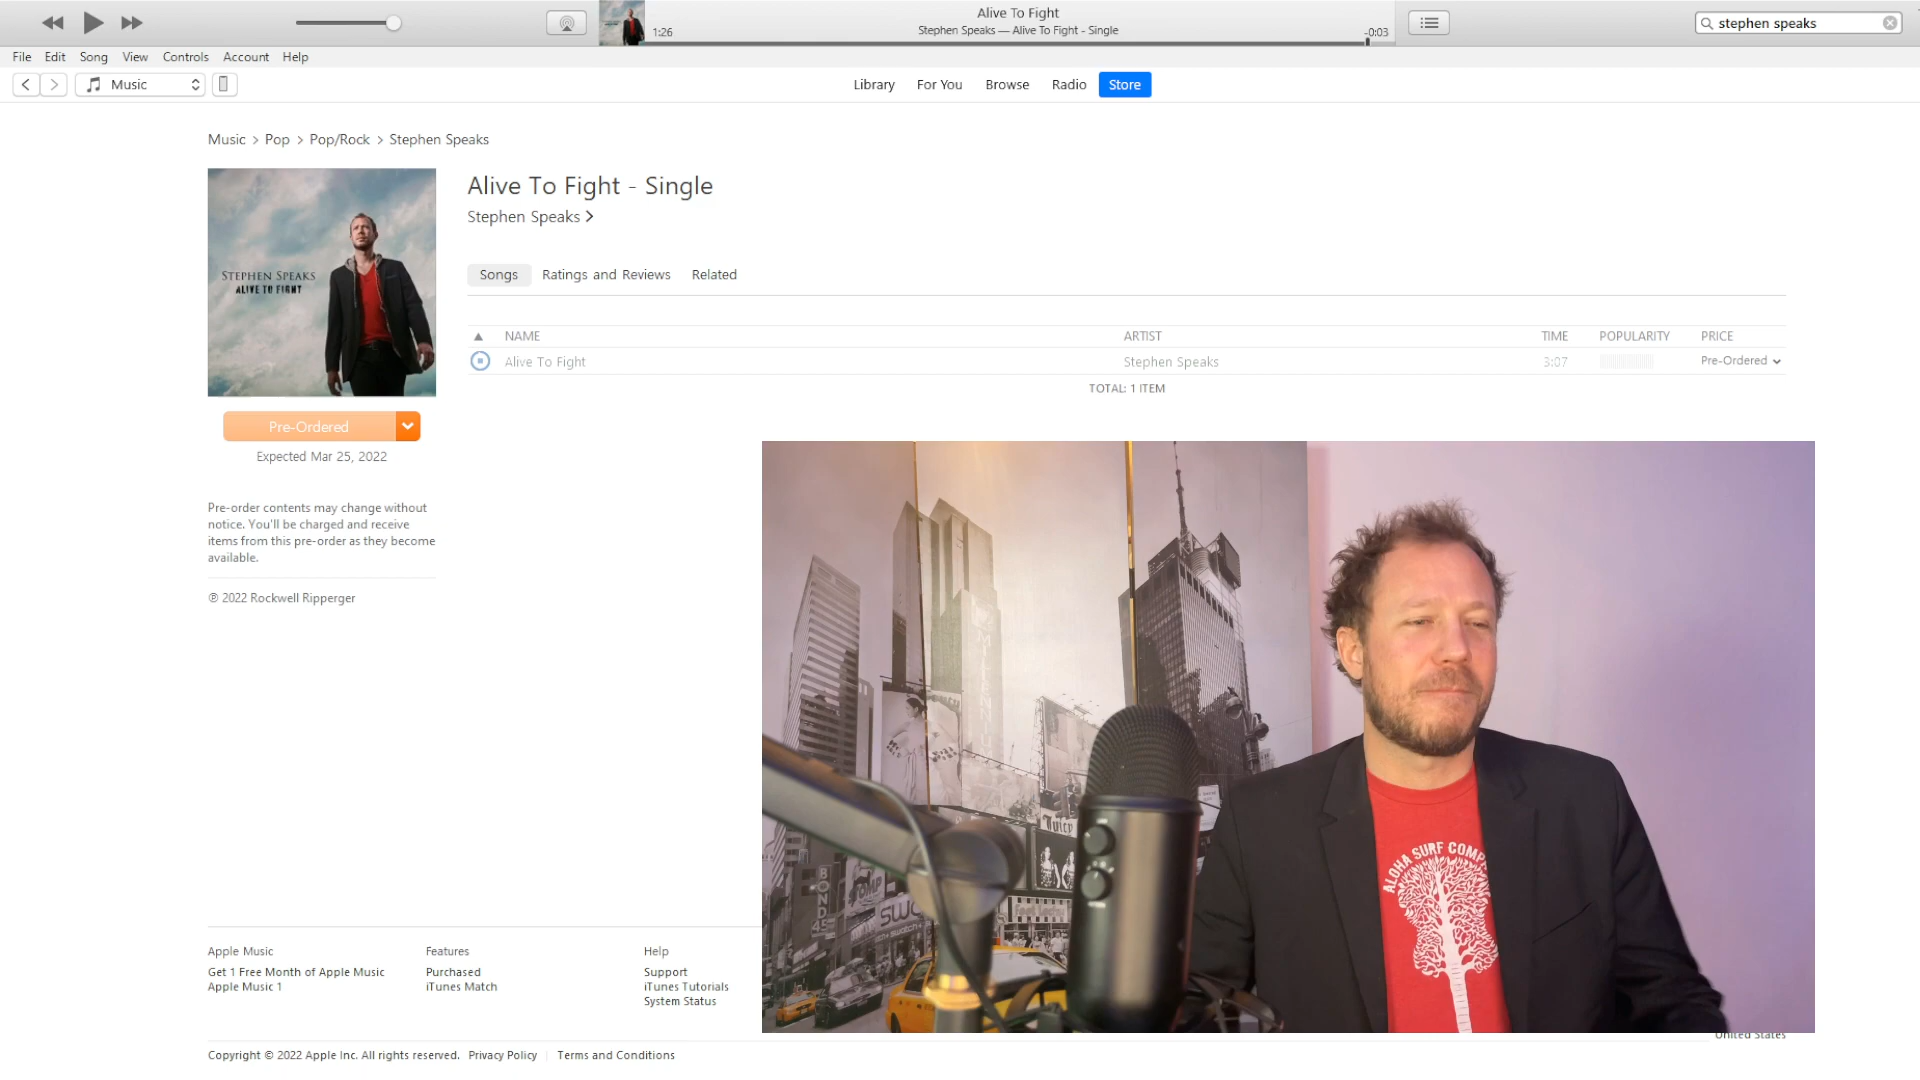 Alive To Fight
Stephen Speaks — Alive To Fight - Single
1:26
-0:03
stephen speaks
File Edit Song View Controls Account Help
Music
Library For You Browse Radio Store
Music > Pop > Pop/Rock > Stephen Speaks
Alive To Fight - Single
Stephen Speaks >
STEPHEN SPEAKS
ALIVE TO FIGHT
Songs Ratings and Reviews Related
NAME ARTIST TIME POPULARITY PRICE
Alive To Fight Stephen Speaks 3:07 Pre-Ordered
TOTAL: 1 ITEM
Pre-Ordered
Expected Mar 25, 2022
Pre-order contents may change without
notice. You'll be charged and receive
items from this pre-order as they become
available.
℗ 2022 Rockwell Ripperger
Juicy
BOND
45
ALOHA SURF COMP
Apple Music
Get 1 Free Month of Apple Music
Apple Music 1
Features
Purchased
iTunes Match
Help
Support
iTunes Tutorials
System Status
United States
Copyright © 2022 Apple Inc. All rights reserved. Privacy Policy | Terms and Conditions